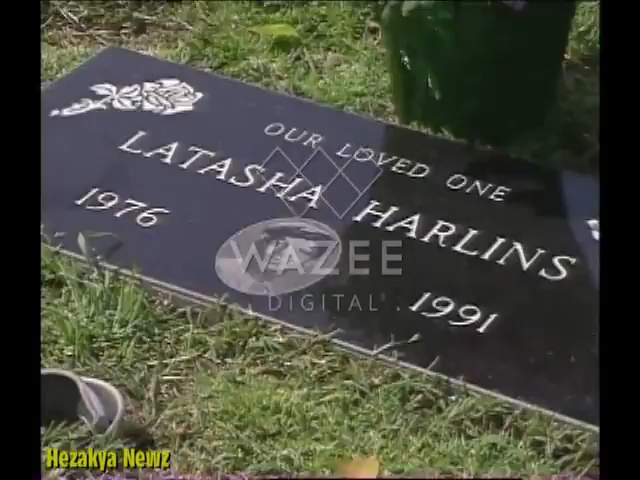 OUR LOVED ONE
LATASHA HARLINS
1976
1991
WAZEE
DIGITAL
Hezakya Newz